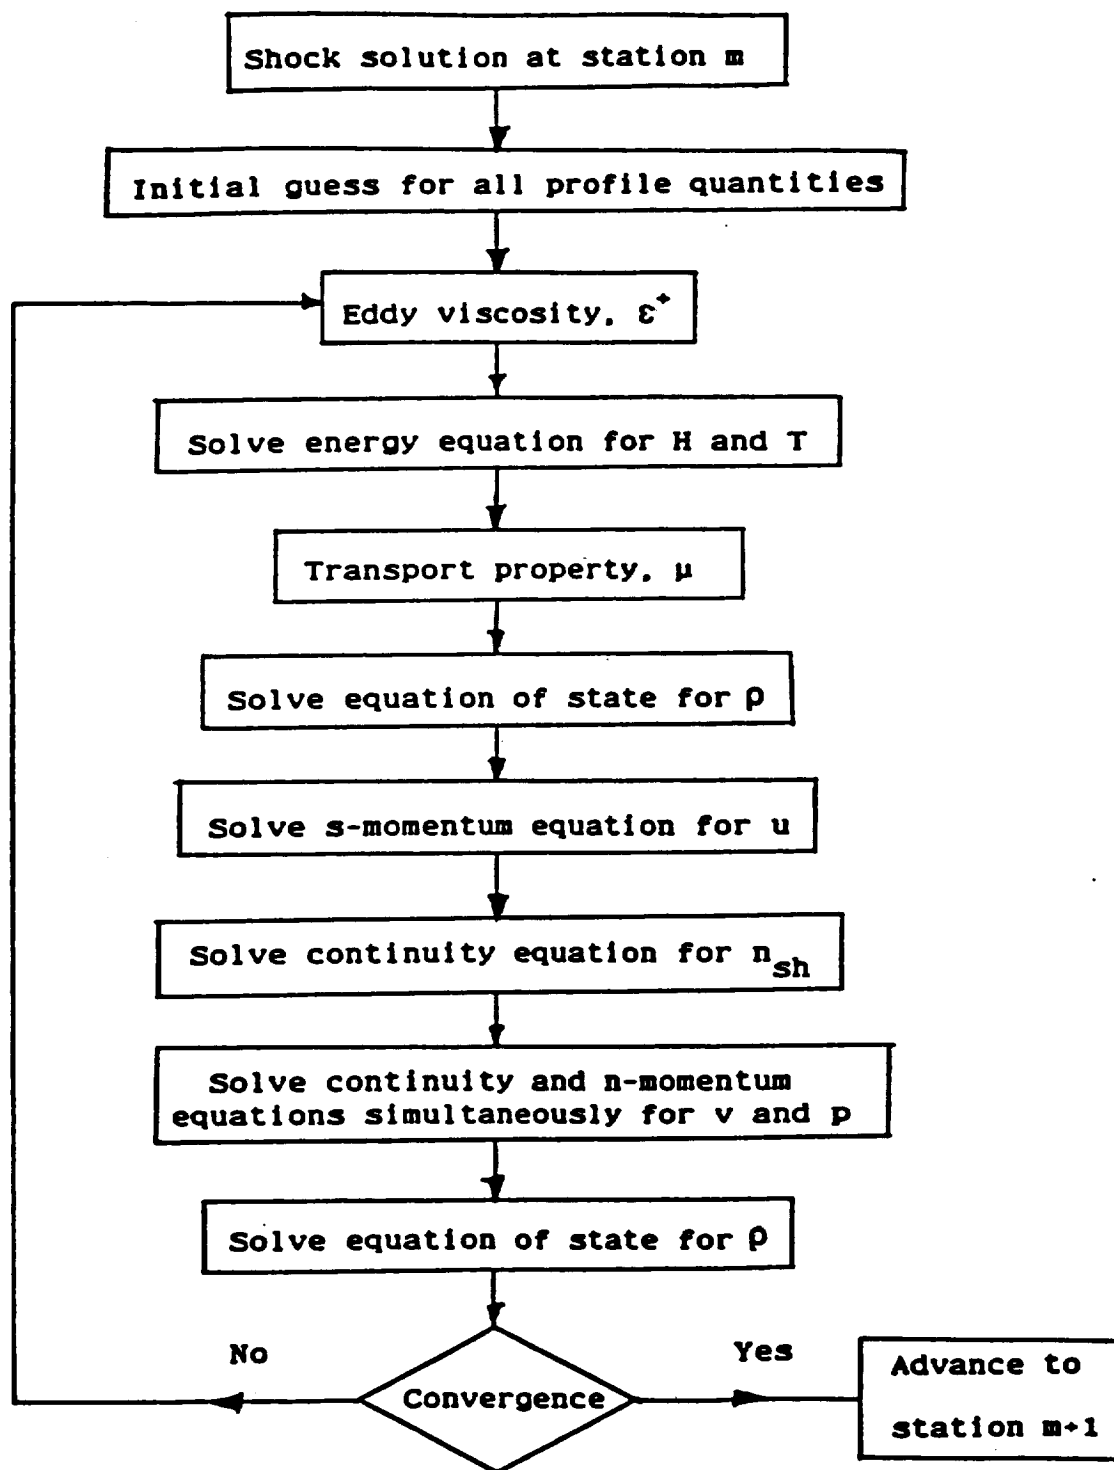 Shock solution at station m
Initial guess for all profile quantities
Eddy viscosity, ε⁺
Solve energy equation for H and T
Transport property, μ
Solve equation of state for ρ
Solve s-momentum equation for u
Solve continuity equation for n_sh
Solve continuity and n-momentum
equations simultaneously for v and p
Solve equation of state for ρ
No
Convergence
Yes
Advance to
station m+1